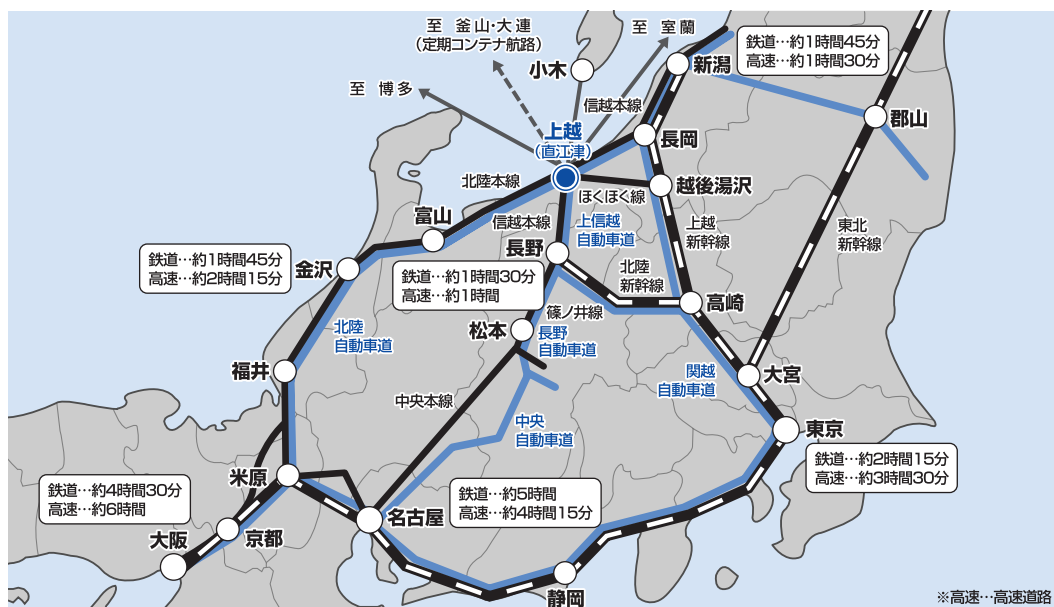 至 釜山・大連
(定期コンテナ航路)
至 室蘭
小木
至 博多
信越本線
新潟
鉄道…約1時間45分
高速…約1時間30分
郡山
上越
(直江津)
長岡
北陸本線
ほくほく線
越後湯沢
富山
信越本線
上信越
自動車道
上越
新幹線
東北
新幹線
鉄道…約1時間45分
高速…約2時間15分
金沢
鉄道…約1時間30分
高速…約1時間
長野
北陸
新幹線
高崎
北陸
自動車道
松本
篠ノ井線
長野
自動車道
福井
中央本線
関越
自動車道
大宮
中央
自動車道
東京
鉄道…約2時間15分
高速…約3時間30分
米原
鉄道…約4時間30分
高速…約6時間
鉄道…約5時間
高速…約4時間15分
名古屋
大阪
京都
静岡
※高速…高速道路